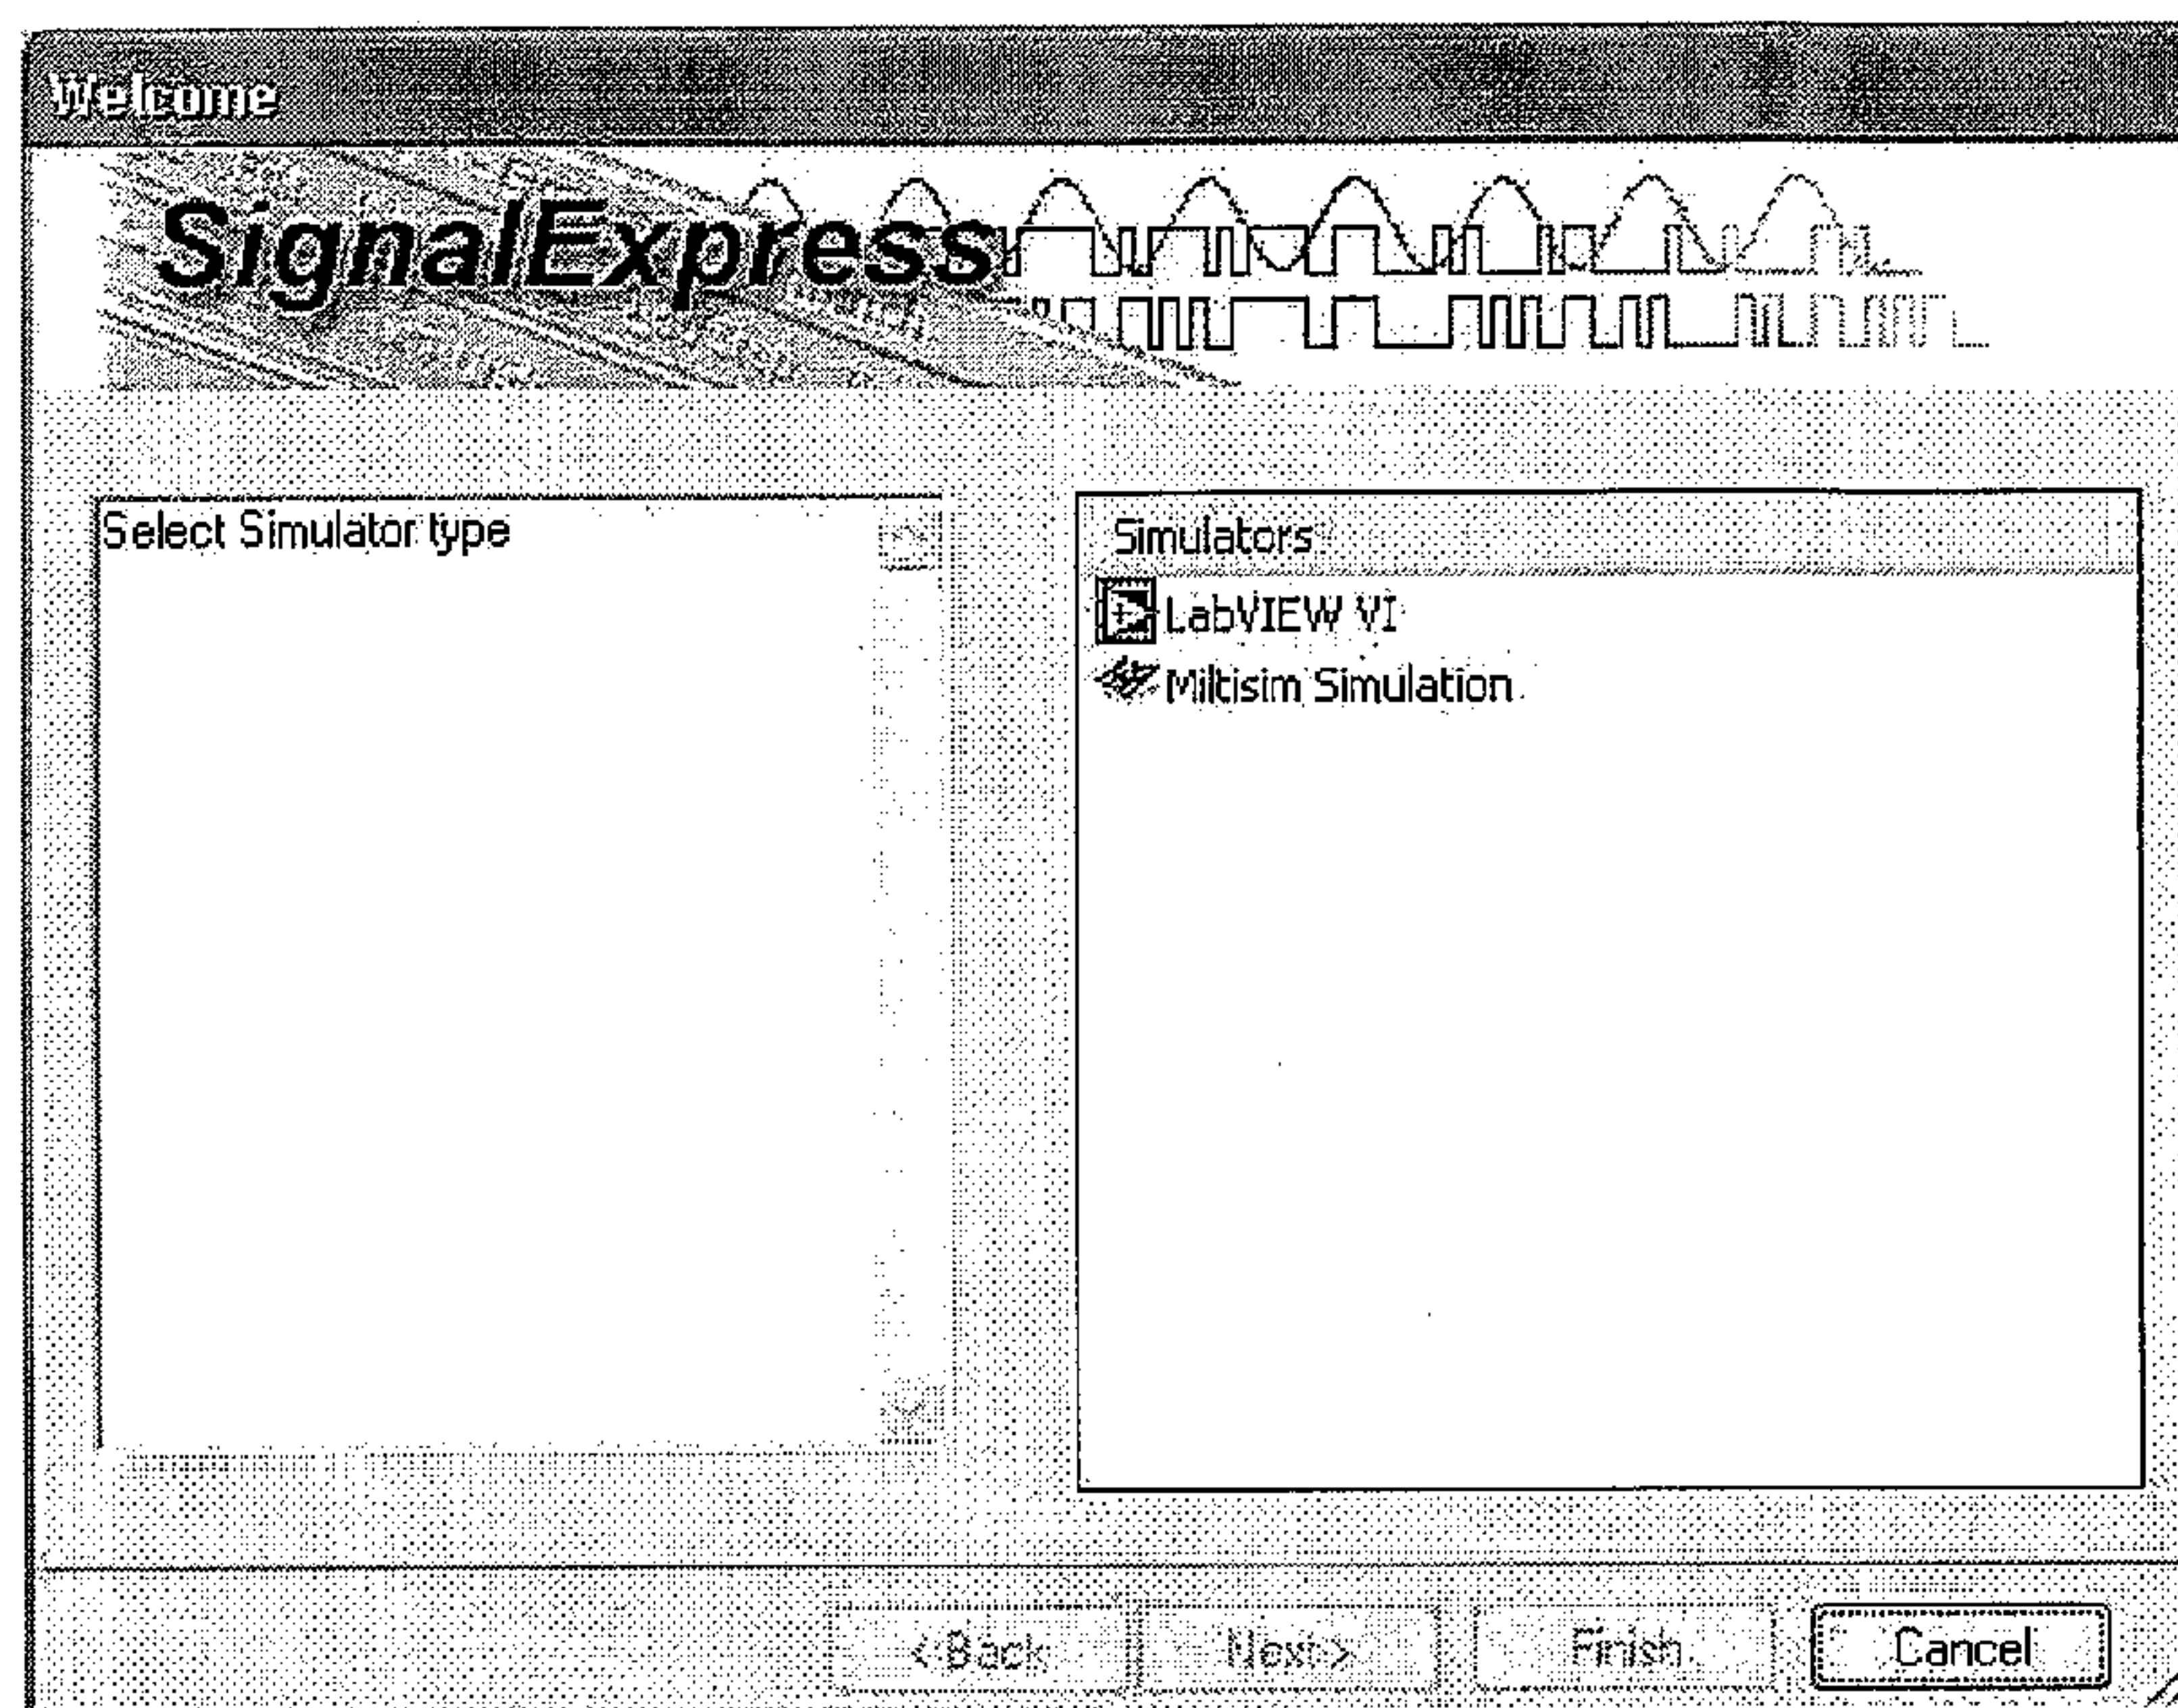 Welcome
SignalExpress
Select Simulator type
Simulators
LabVIEW VI
Miltisim Simulation
< Back
Next >
Finish
Cancel